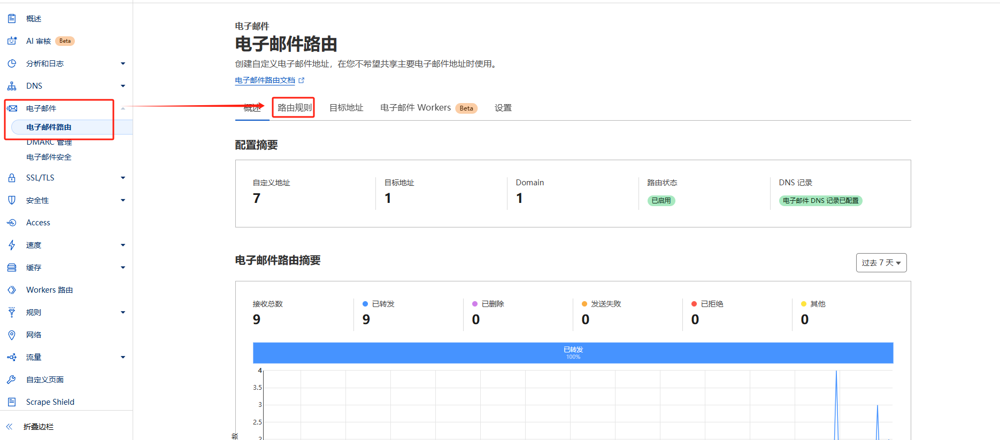 概述
AI 审核 Beta
分析和日志
DNS
电子邮件
电子邮件路由
DMARC 管理
电子邮件安全
SSL/TLS
安全性
Access
速度
缓存
Workers 路由
规则
网络
流量
自定义页面
Scrape Shield
折叠边栏
电子邮件
电子邮件路由
创建自定义电子邮件地址，在您不希望共享主要电子邮件地址时使用。
电子邮件路由文档
概述 路由规则 目标地址 电子邮件 Workers Beta 设置
配置摘要
自定义地址 目标地址 Domain 路由状态 DNS 记录
7 1 1 已启用 电子邮件 DNS 记录已配置
电子邮件路由摘要
过去 7 天
接收总数 已转发 已删除 发送失败 已拒绝 其他
9 9 0 0 0 0
已转发
100%
4
3.5
3
2.5
2
数